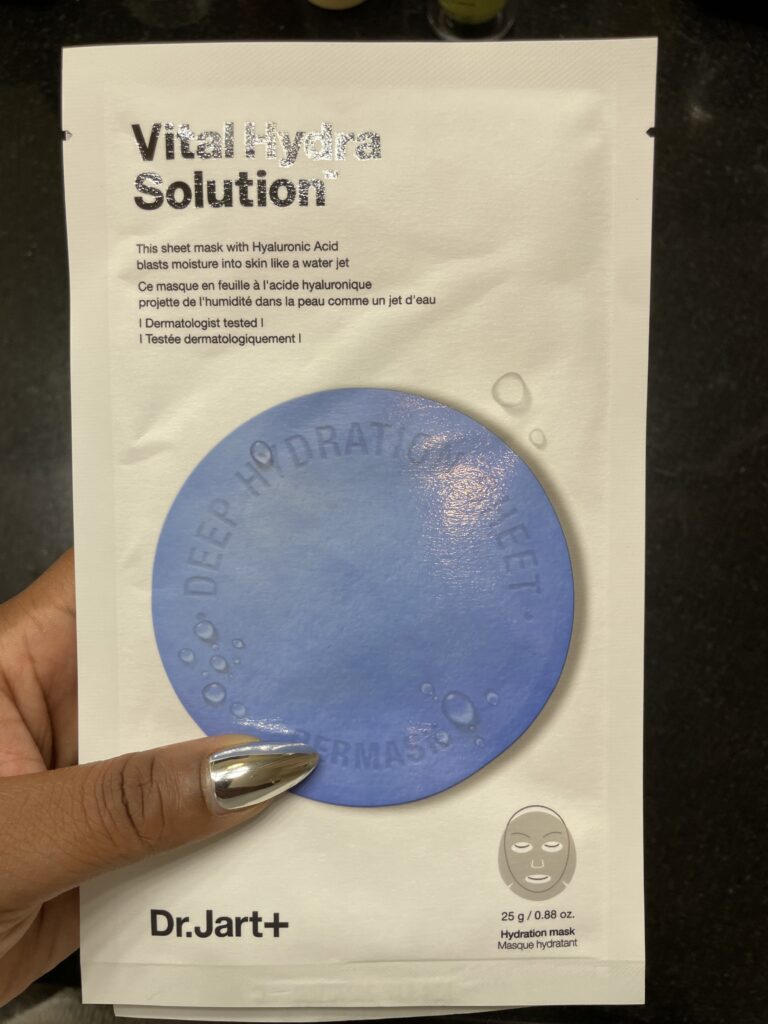 Vital Hydra
Solution™
This sheet mask with Hyaluronic Acid
blasts moisture into skin like a water jet
Ce masque en feuille à l'acide hyaluronique
projette de l'humidité dans la peau comme un jet d'eau
| Dermatologist tested |
| Testée dermatologiquement |
· DEEP HYDRATION SHEET ·
DERMASK
Dr.Jart+
25 g / 0.88 oz.
Hydration mask
Masque hydratant